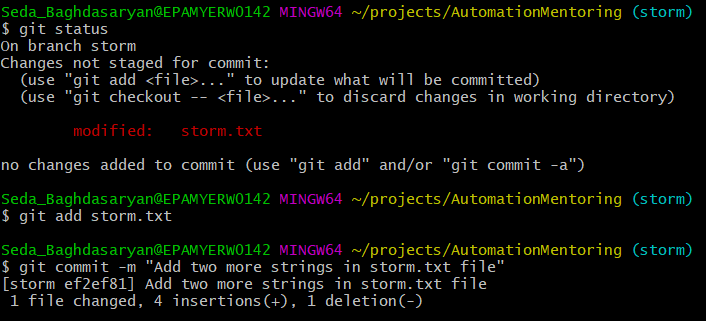 Seda_Baghdasaryan@EPAMYERW0142 MINGW64 ~/projects/AutomationMentoring (storm)
$ git status
On branch storm
Changes not staged for commit:
  (use "git add <file>..." to update what will be committed)
  (use "git checkout -- <file>..." to discard changes in working directory)

        modified:   storm.txt

no changes added to commit (use "git add" and/or "git commit -a")

Seda_Baghdasaryan@EPAMYERW0142 MINGW64 ~/projects/AutomationMentoring (storm)
$ git add storm.txt

Seda_Baghdasaryan@EPAMYERW0142 MINGW64 ~/projects/AutomationMentoring (storm)
$ git commit -m "Add two more strings in storm.txt file"
[storm ef2ef81] Add two more strings in storm.txt file
 1 file changed, 4 insertions(+), 1 deletion(-)